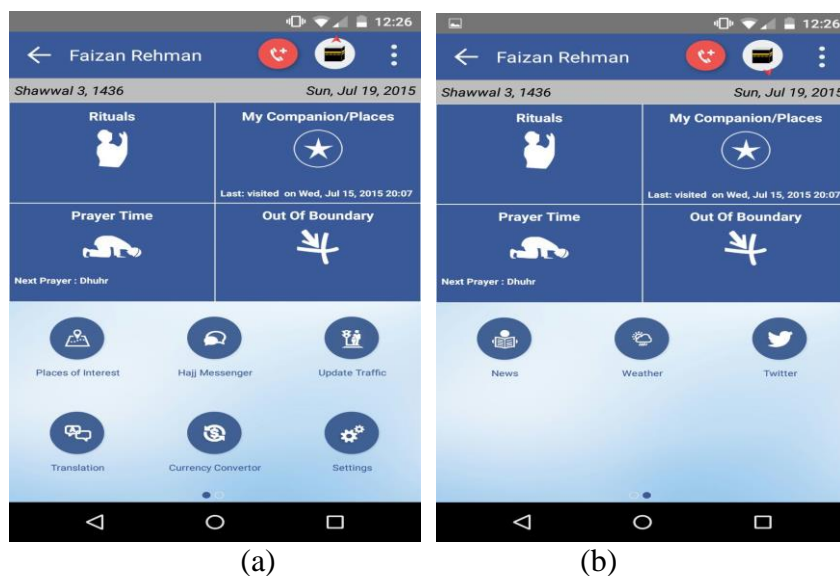 12:26
Faizan Rehman
Shawwal 3, 1436 Sun, Jul 19, 2015
Rituals
My Companion/Places
Last: visited on Wed, Jul 15, 2015 20:07
Prayer Time
Out Of Boundary
Next Prayer : Dhuhr
Places of Interest
Hajj Messenger
Update Traffic
Translation
Currency Convertor
Settings
(a)
12:26
Faizan Rehman
Shawwal 3, 1436 Sun, Jul 19, 2015
Rituals
My Companion/Places
Last: visited on Wed, Jul 15, 2015 20:07
Prayer Time
Out Of Boundary
Next Prayer : Dhuhr
News
Weather
Twitter
(b)